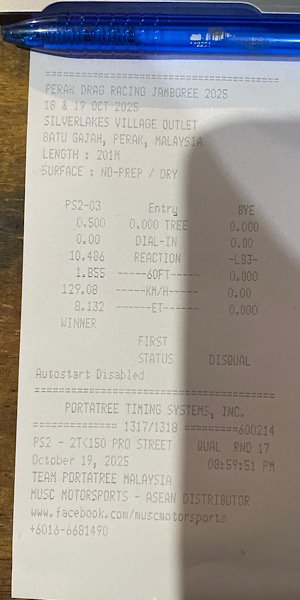 ================================
PERAK DRAG RACING JAMBOREE 2025
18 & 19 OCT 2025
SILVERLAKES VILLAGE OUTLET
BATU GAJAH, PERAK, MALAYSIA
LENGTH : 201M
SURFACE : NO-PREP / DRY
PS2-03 Entry BYE
0.500 0.000 TREE 0.000
0.00 DIAL-IN 0.00
10.486 REACTION -LB3-
1.855 -----60FT----- 0.000
129.08 -----KM/H----- 0.00
8.132 ------ET------ 0.000
WINNER
FIRST
STATUS DISQUAL
Autostart Disabled
================================
PORTATREE TIMING SYSTEMS, INC.
============= 1317/1318 ==========600214
PS2 - 2TK150 PRO STREET QUAL RND 17
October 19, 2025 08:59:51 PM
TEAM PORTATREE MALAYSIA
MUSC MOTORSPORTS - ASEAN DISTRIBUTOR
www.facebook.com/muscmotorsports
+6016-6681490